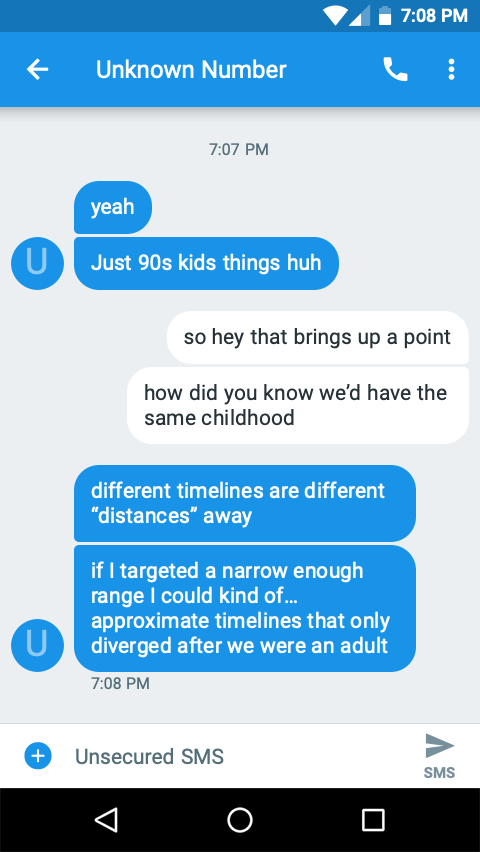 7:08 PM
Unknown Number
7:07 PM
yeah
U
Just 90s kids things huh
so hey that brings up a point
how did you know we’d have the
same childhood
different timelines are different
“distances” away
if I targeted a narrow enough
range I could kind of…
approximate timelines that only
diverged after we were an adult
U
7:08 PM
Unsecured SMS
SMS